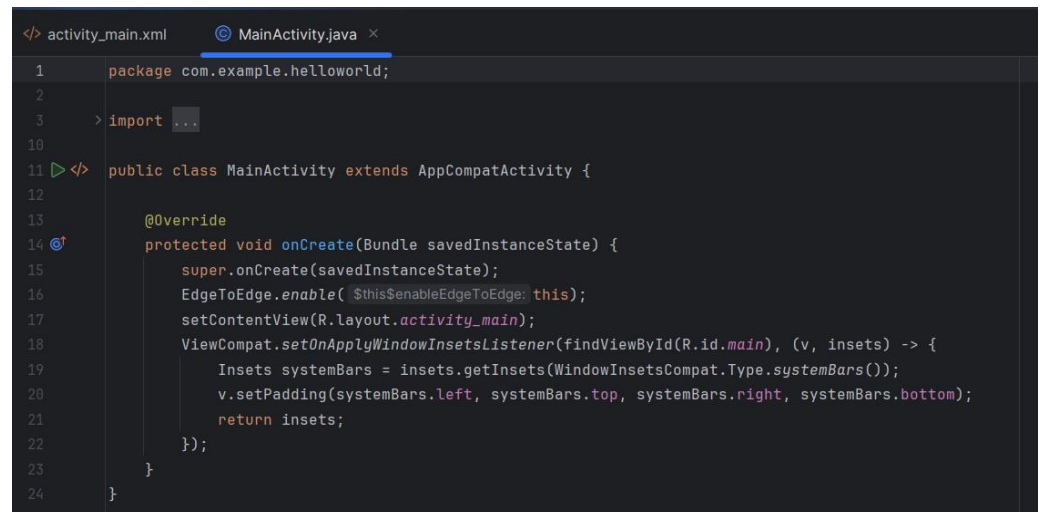 </> activity_main.xml © MainActivity.java ×
1 package com.example.helloworld;
2
3 > import ...
10
11 </> public class MainActivity extends AppCompatActivity {
12
13 @Override
14 protected void onCreate(Bundle savedInstanceState) {
15 super.onCreate(savedInstanceState);
16 EdgeToEdge.enable( $this$enableEdgeToEdge: this);
17 setContentView(R.layout.activity_main);
18 ViewCompat.setOnApplyWindowInsetsListener(findViewById(R.id.main), (v, insets) -> {
19 Insets systemBars = insets.getInsets(WindowInsetsCompat.Type.systemBars());
20 v.setPadding(systemBars.left, systemBars.top, systemBars.right, systemBars.bottom);
21 return insets;
22 });
23 }
24 }